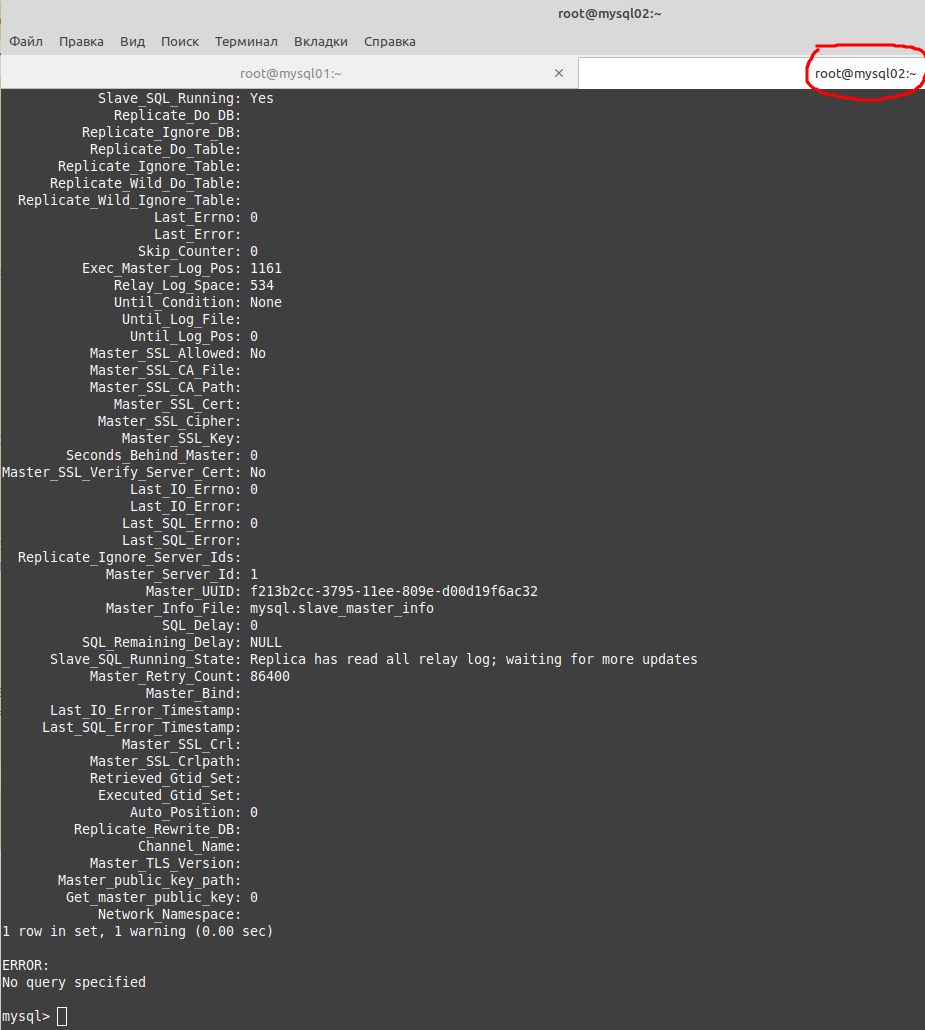 root@mysql02:~
Файл Правка Вид Поиск Терминал Вкладки Справка
root@mysql01:~ × root@mysql02:~
Slave_SQL_Running: Yes
Replicate_Do_DB:
Replicate_Ignore_DB:
Replicate_Do_Table:
Replicate_Ignore_Table:
Replicate_Wild_Do_Table:
Replicate_Wild_Ignore_Table:
Last_Errno: 0
Last_Error:
Skip_Counter: 0
Exec_Master_Log_Pos: 1161
Relay_Log_Space: 534
Until_Condition: None
Until_Log_File:
Until_Log_Pos: 0
Master_SSL_Allowed: No
Master_SSL_CA_File:
Master_SSL_CA_Path:
Master_SSL_Cert:
Master_SSL_Cipher:
Master_SSL_Key:
Seconds_Behind_Master: 0
Master_SSL_Verify_Server_Cert: No
Last_IO_Errno: 0
Last_IO_Error:
Last_SQL_Errno: 0
Last_SQL_Error:
Replicate_Ignore_Server_Ids:
Master_Server_Id: 1
Master_UUID: f213b2cc-3795-11ee-809e-d00d19f6ac32
Master_Info_File: mysql.slave_master_info
SQL_Delay: 0
SQL_Remaining_Delay: NULL
Slave_SQL_Running_State: Replica has read all relay log; waiting for more updates
Master_Retry_Count: 86400
Master_Bind:
Last_IO_Error_Timestamp:
Last_SQL_Error_Timestamp:
Master_SSL_Crl:
Master_SSL_Crlpath:
Retrieved_Gtid_Set:
Executed_Gtid_Set:
Auto_Position: 0
Replicate_Rewrite_DB:
Channel_Name:
Master_TLS_Version:
Master_public_key_path:
Get_master_public_key: 0
Network_Namespace:
1 row in set, 1 warning (0.00 sec)
ERROR:
No query specified
mysql>